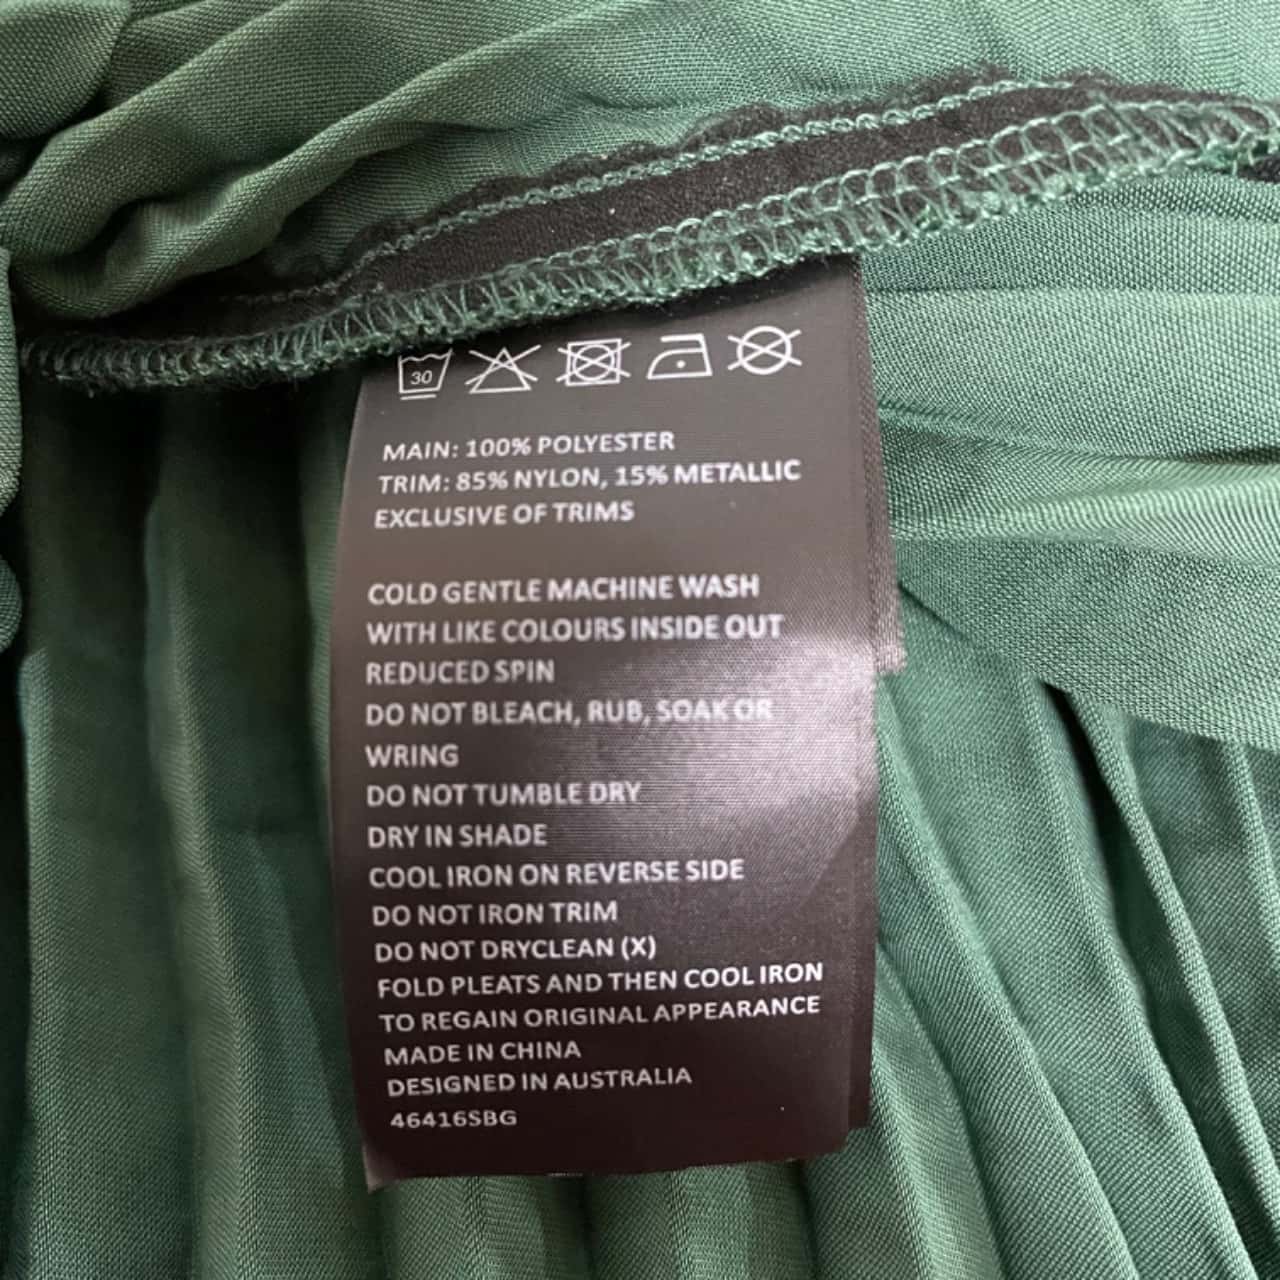 30
MAIN: 100% POLYESTER
TRIM: 85% NYLON, 15% METALLIC
EXCLUSIVE OF TRIMS
COLD GENTLE MACHINE WASH
WITH LIKE COLOURS INSIDE OUT
REDUCED SPIN
DO NOT BLEACH, RUB, SOAK OR
WRING
DO NOT TUMBLE DRY
DRY IN SHADE
COOL IRON ON REVERSE SIDE
DO NOT IRON TRIM
DO NOT DRYCLEAN (X)
FOLD PLEATS AND THEN COOL IRON
TO REGAIN ORIGINAL APPEARANCE
MADE IN CHINA
DESIGNED IN AUSTRALIA
46416SBG